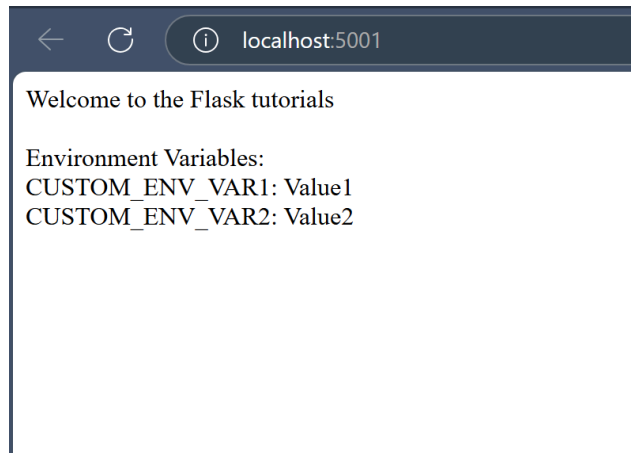 localhost:5001
Welcome to the Flask tutorials
Environment Variables:
CUSTOM_ENV_VAR1: Value1
CUSTOM_ENV_VAR2: Value2